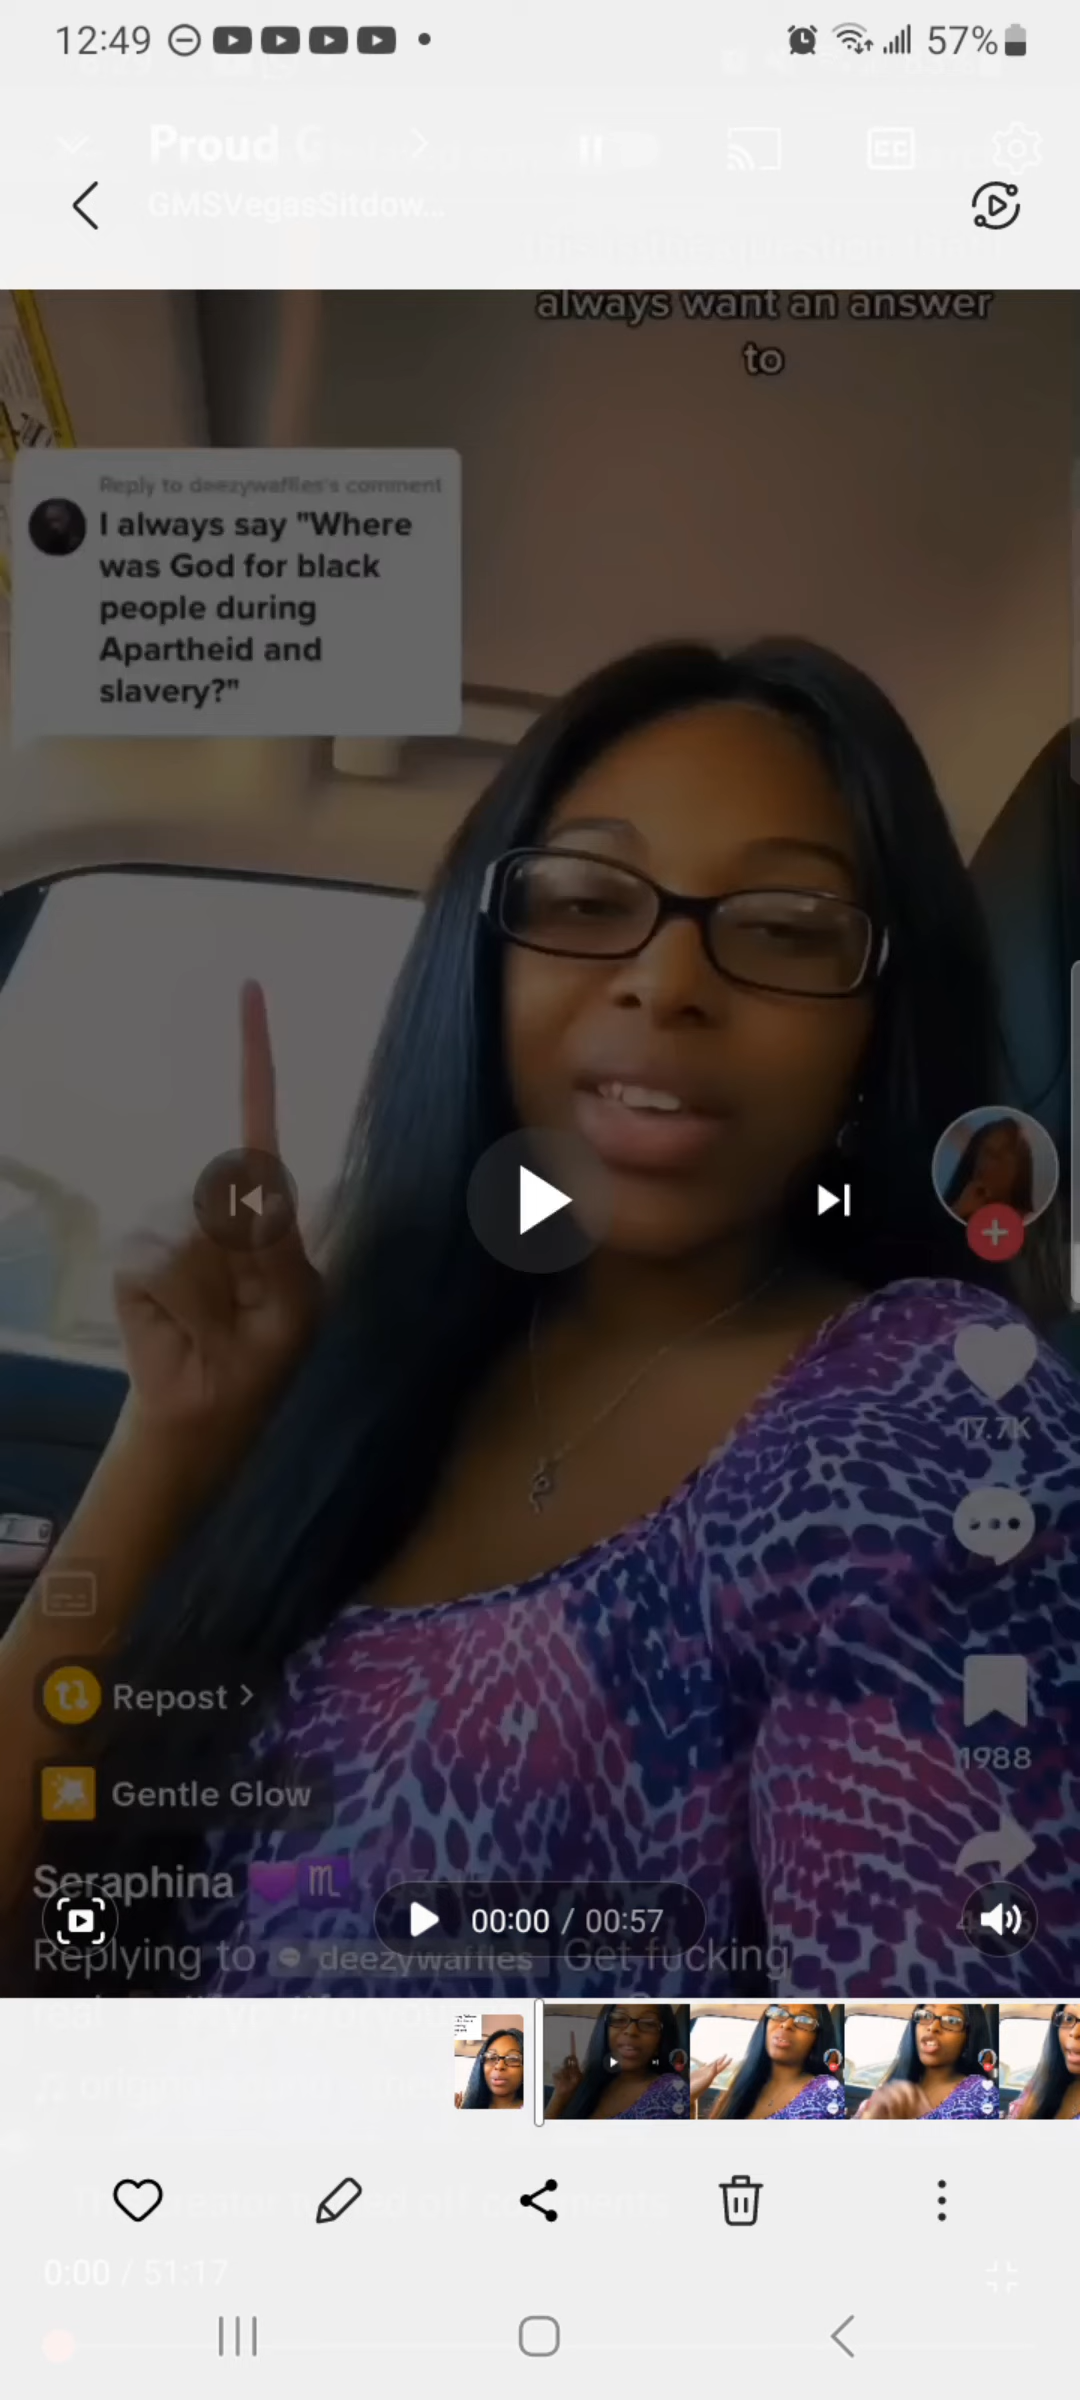 12:49
57%
Proud G
GMSVegasSitdow...
always want an answer
to
Reply to deezywaffles's comment
I always say "Where
was God for black
people during
Apartheid and
slavery?"
17.7K
1988
Repost >
Gentle Glow
Seraphina
00:00 / 00:57
Replying to deezywaffles Get fucking
0:00 / 51:17